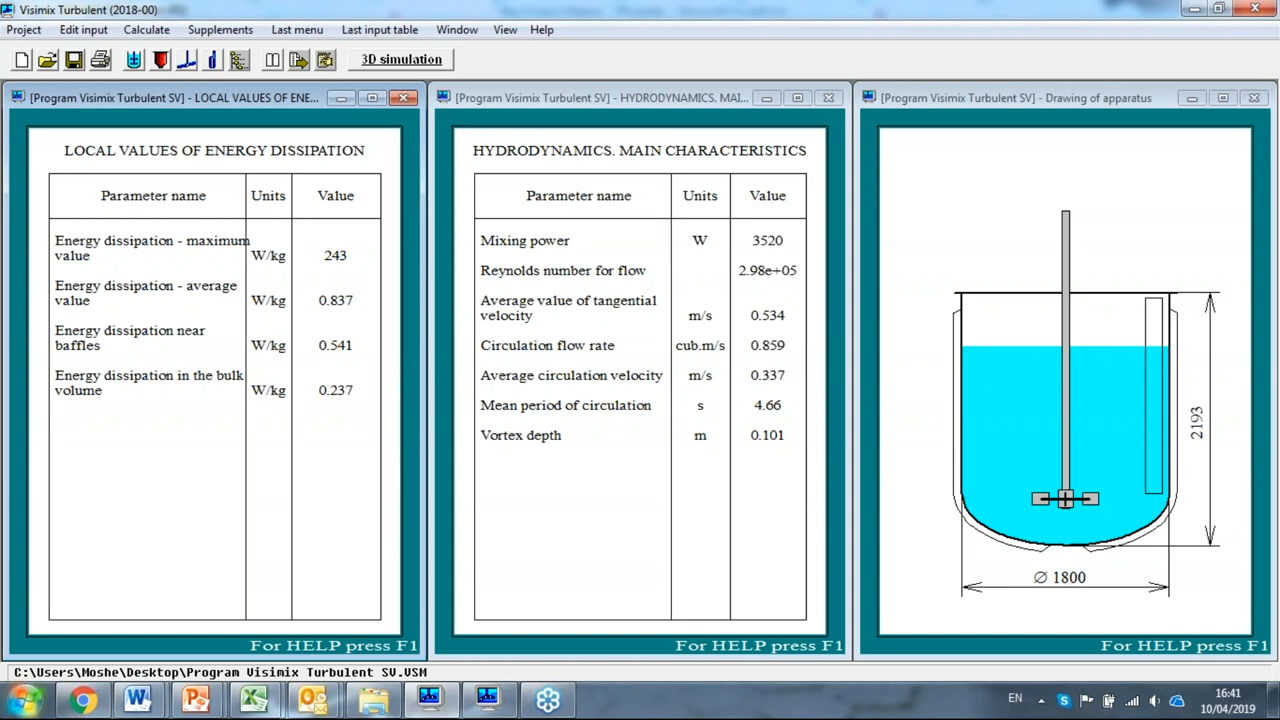 Visimix Turbulent (2018-00)
Project Edit input Calculate Supplements Last menu Last input table Window View Help
3D simulation
[Program Visimix Turbulent SV] - LOCAL VALUES OF ENE...
LOCAL VALUES OF ENERGY DISSIPATION
Parameter name Units Value
Energy dissipation - maximum
value W/kg 243
Energy dissipation - average
value W/kg 0.837
Energy dissipation near
baffles W/kg 0.541
Energy dissipation in the bulk
volume W/kg 0.237
For HELP press F1
[Program Visimix Turbulent SV] - HYDRODYNAMICS. MAI...
HYDRODYNAMICS. MAIN CHARACTERISTICS
Parameter name Units Value
Mixing power W 3520
Reynolds number for flow 2.98e+05
Average value of tangential
velocity m/s 0.534
Circulation flow rate cub.m/s 0.859
Average circulation velocity m/s 0.337
Mean period of circulation s 4.66
Vortex depth m 0.101
For HELP press F1
[Program Visimix Turbulent SV] - Drawing of apparatus
2193
∅ 1800
For HELP press F1
C:\Users\Moshe\Desktop\Program Visimix Turbulent SV.VSM
EN
16:41
10/04/2019